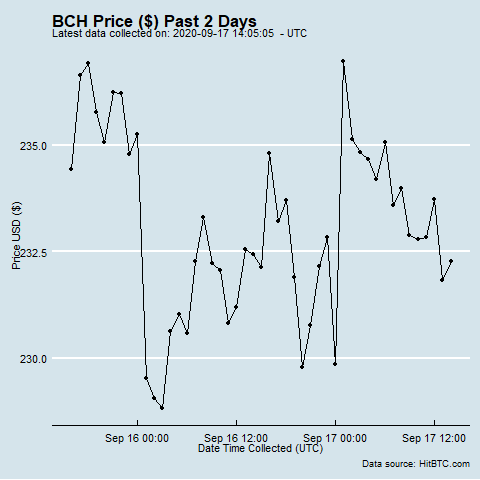 BCH Price ($) Past 2 Days
Latest data collected on: 2020-09-17 14:05:05 - UTC
Price USD ($)
235.0
232.5
230.0
Sep 16 00:00 Sep 16 12:00 Sep 17 00:00 Sep 17 12:00
Date Time Collected (UTC)
Data source: HitBTC.com